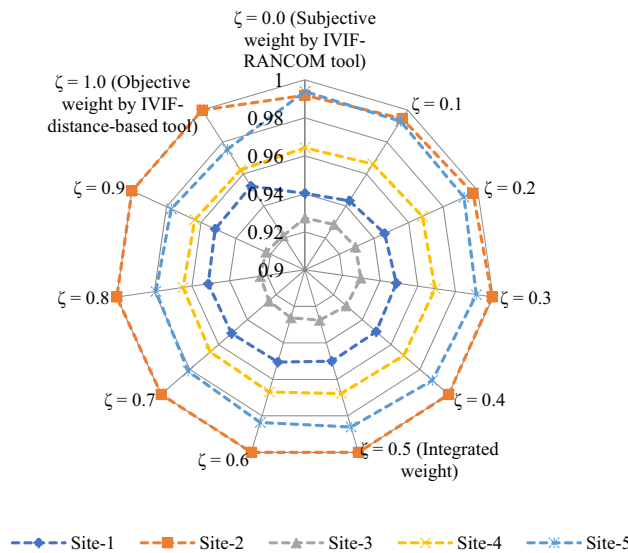 ζ = 0.0 (Subjective
weight by IVIF-
RANCOM tool)
ζ = 1.0 (Objective
weight by IVIF-
distance-based tool)
1
0.98
0.96
0.94
0.92
0.9
ζ = 0.1
ζ = 0.2
ζ = 0.3
ζ = 0.4
ζ = 0.5 (Integrated
weight)
ζ = 0.6
ζ = 0.7
ζ = 0.8
ζ = 0.9
Site-1 Site-2 Site-3 Site-4 Site-5